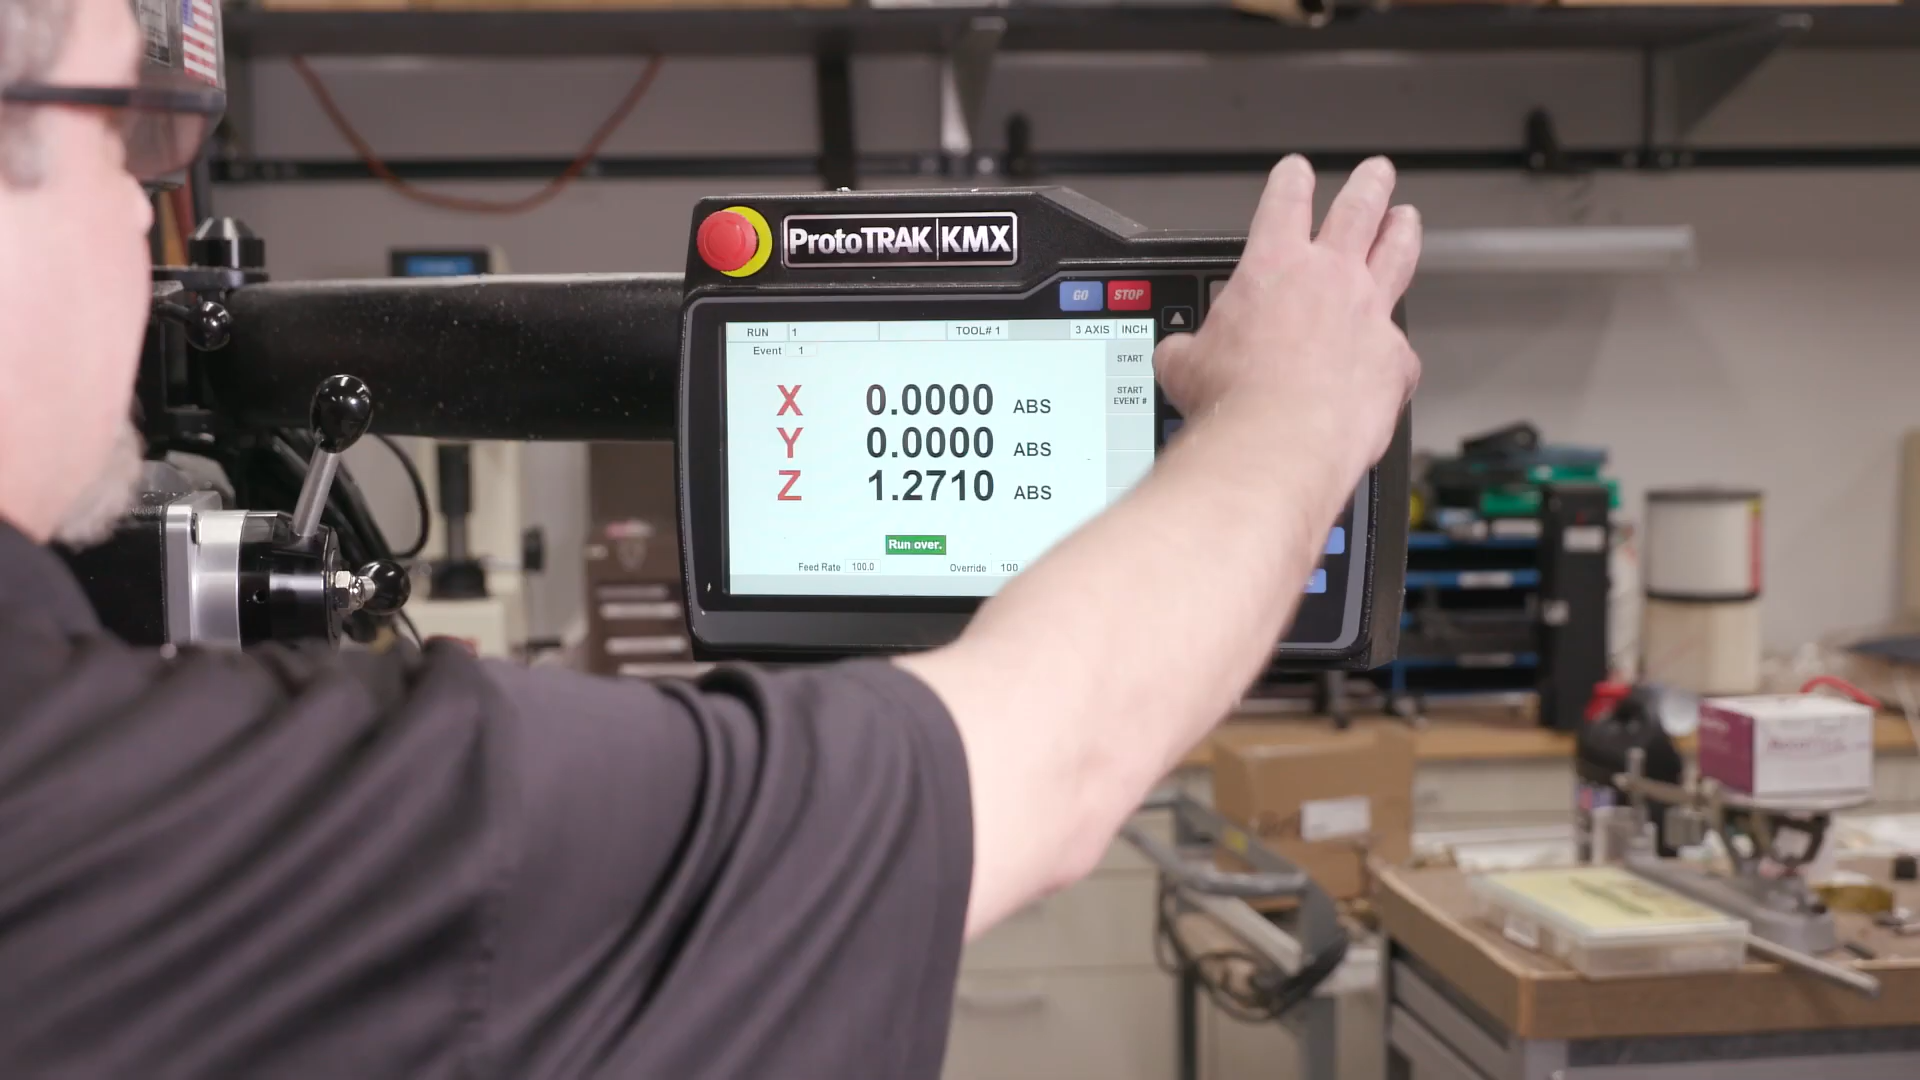 ProtoTRAK KMX
GO STOP
RUN 1 TOOL# 1 3 AXIS INCH
Event 1
START
START
EVENT #
X 0.0000 ABS
Y 0.0000 ABS
Z 1.2710 ABS
Run over.
Feed Rate 100.0 Override 100